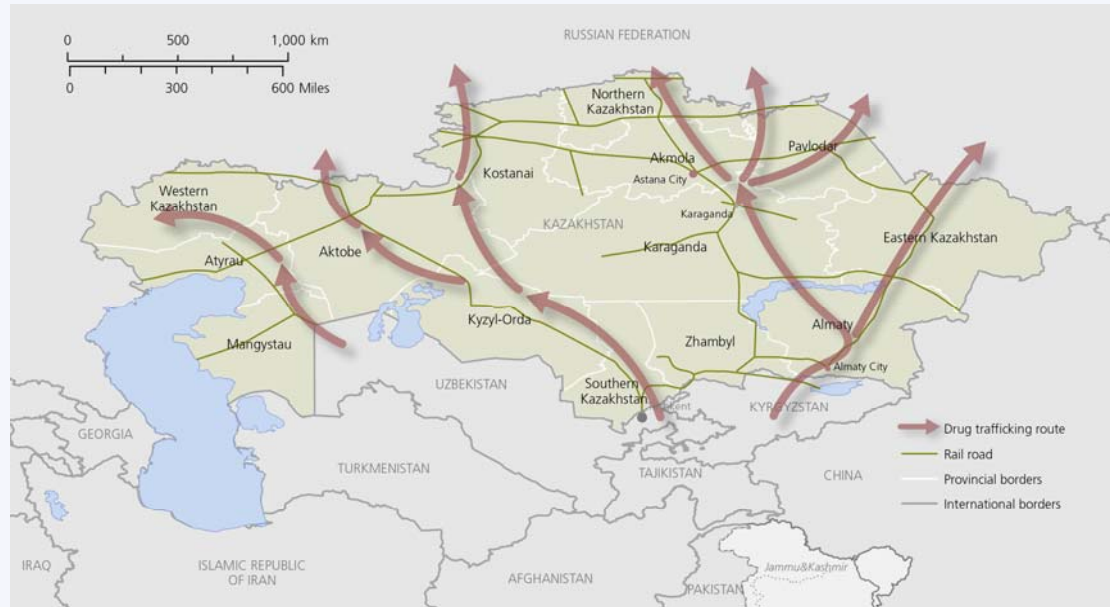 0 500 1,000 km
0 300 600 Miles
RUSSIAN FEDERATION
Northern
Kazakhstan
Pavlodar
Akmola
Kostanai
Astana City
Western
Kazakhstan
KAZAKHSTAN
Karaganda
Karaganda
Eastern Kazakhstan
Aktobe
Atyrau
Kyzyl-Orda
Almaty
Mangystau
Zhambyl
Almaty City
Southern
Kazakhstan
UZBEKISTAN
KYRGYZSTAN
GEORGIA
Drug trafficking route
Rail road
Provincial borders
International borders
TURKMENISTAN
TAJIKISTAN
CHINA
IRAQ
ISLAMIC REPUBLIC
OF IRAN
AFGHANISTAN
PAKISTAN
Jammu&Kashmir